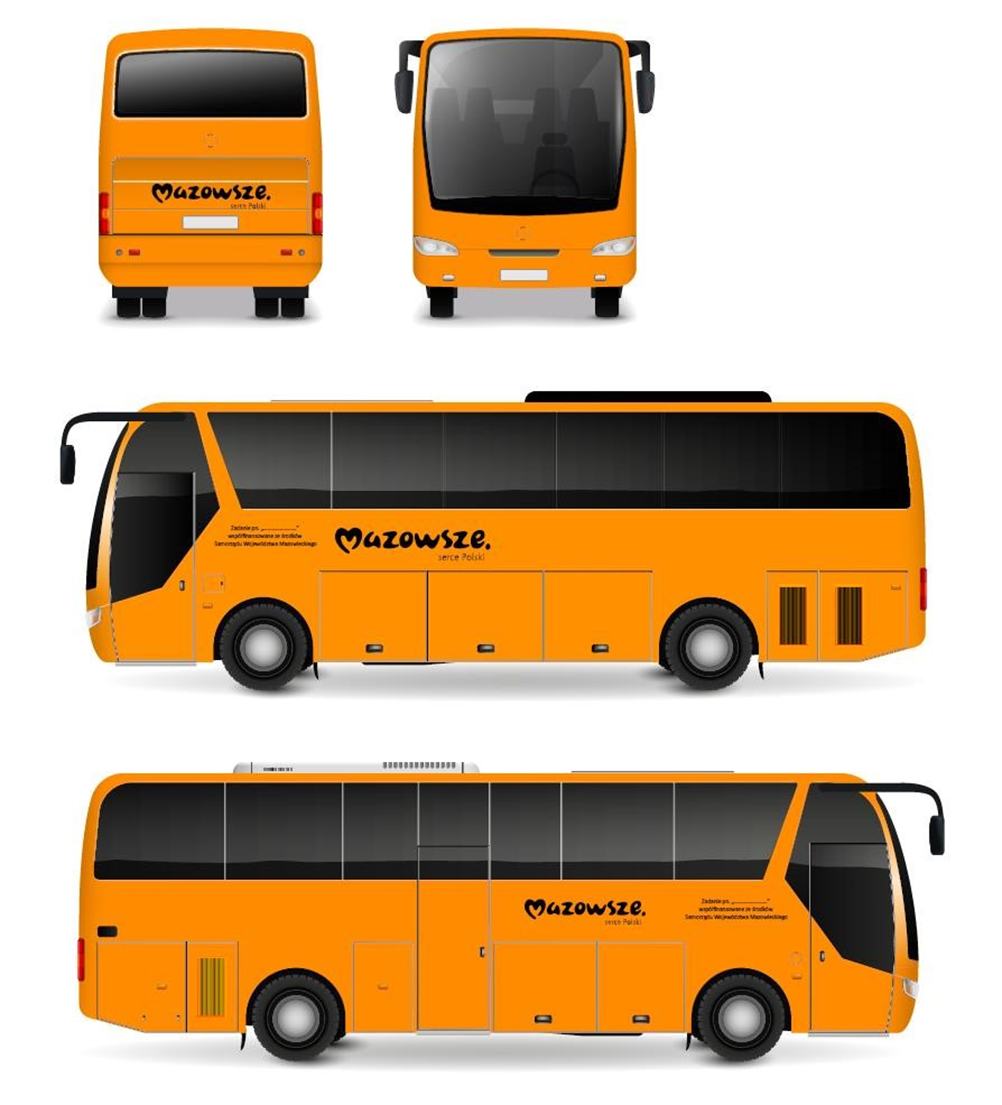 Mazowsze.
serce Polski
Zadanie pn. „..................”
współfinansowane ze środków
Samorządu Województwa Mazowieckiego
Mazowsze.
serce Polski
Mazowsze.
serce Polski
Zadanie pn. „..................”
współfinansowane ze środków
Samorządu Województwa Mazowieckiego